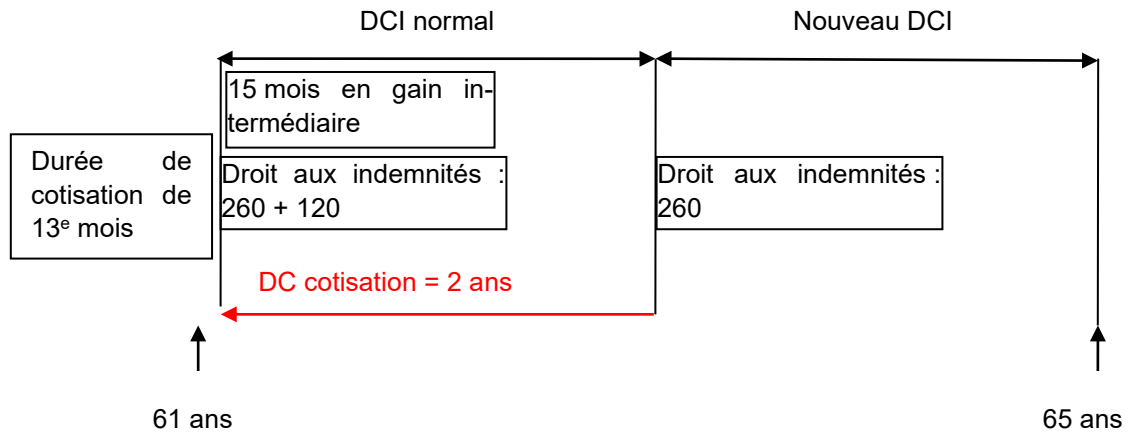 DCI normal
Nouveau DCI
15 mois en gain in-
termédiaire
Durée de
cotisation de
13e mois
Droit aux indemnités :
260 + 120
Droit aux indemnités :
260
DC cotisation = 2 ans
61 ans
65 ans